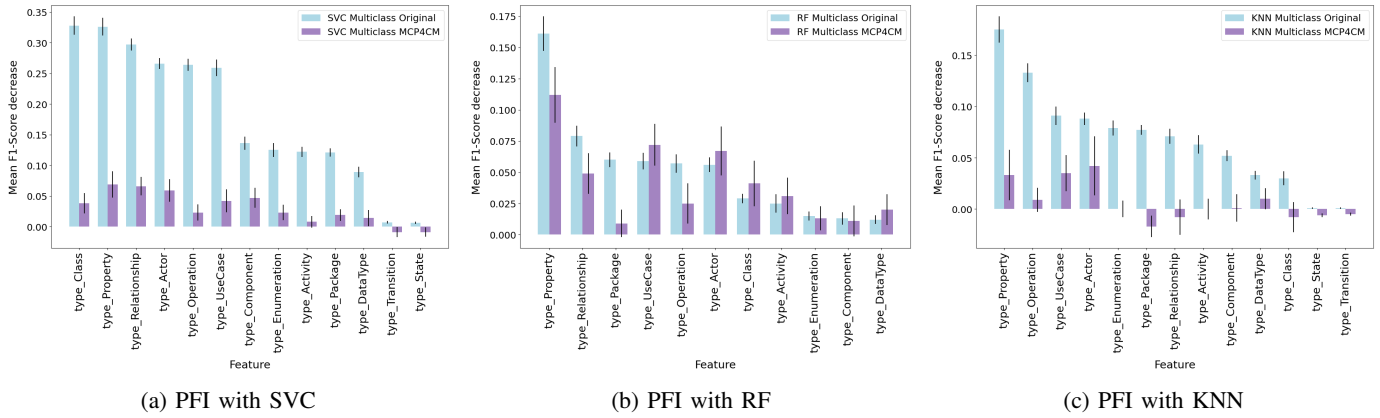 SVC Multiclass Original
SVC Multiclass MCP4CM
Mean F1-Score decrease
0.35
0.30
0.25
0.20
0.15
0.10
0.05
0.00
type_Class
type_Property
type_Relationship
type_Actor
type_Operation
type_UseCase
type_Component
type_Enumeration
type_Activity
type_Package
type_DataType
type_Transition
type_State
Feature
(a) PFI with SVC
RF Multiclass Original
RF Multiclass MCP4CM
Mean F1-Score decrease
0.175
0.150
0.125
0.100
0.075
0.050
0.025
0.000
type_Property
type_Relationship
type_Package
type_UseCase
type_Operation
type_Actor
type_Class
type_Activity
type_Enumeration
type_Component
type_DataType
Feature
(b) PFI with RF
KNN Multiclass Original
KNN Multiclass MCP4CM
Mean F1-Score decrease
0.15
0.10
0.05
0.00
type_Property
type_Operation
type_UseCase
type_Actor
type_Enumeration
type_Package
type_Relationship
type_Activity
type_Component
type_DataType
type_Class
type_State
type_Transition
Feature
(c) PFI with KNN